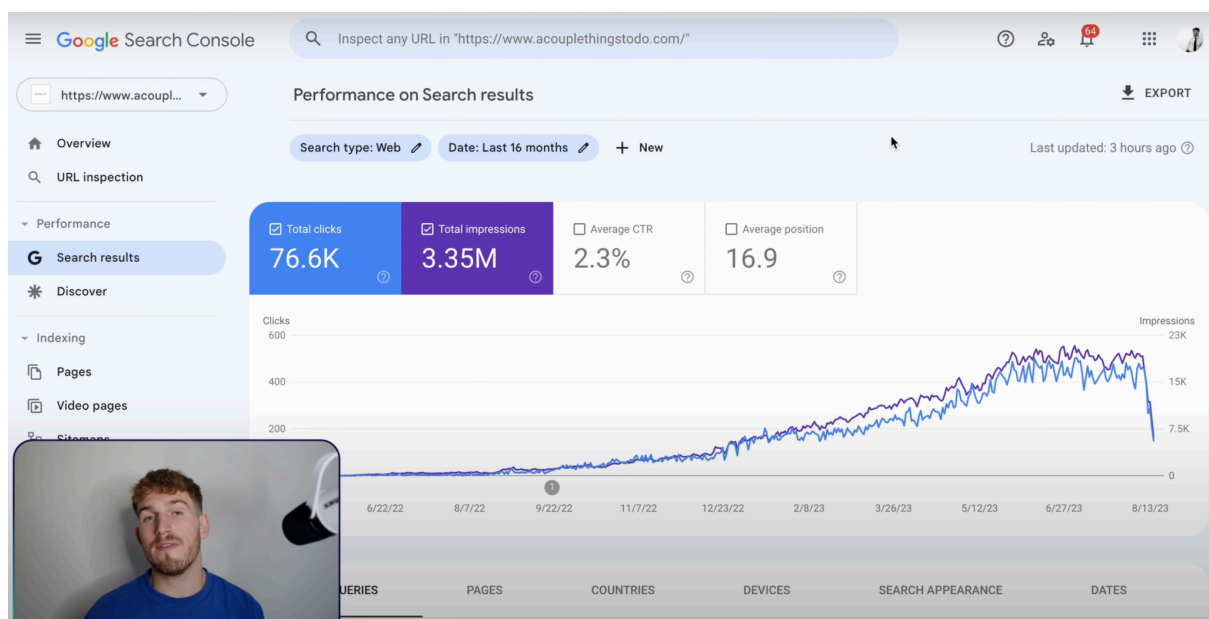 Google Search Console
Inspect any URL in "https://www.acouplethingstodo.com/"
64
https://www.acoupl...
Performance on Search results
EXPORT
Overview
Search type: Web
Date: Last 16 months
+ New
Last updated: 3 hours ago
URL inspection
Performance
Search results
Discover
Indexing
Pages
Video pages
Sitemaps
Total clicks
76.6K
Total impressions
3.35M
Average CTR
2.3%
Average position
16.9
Clicks
Impressions
600
23K
400
15K
200
7.5K
0
1
6/22/22 8/7/22 9/22/22 11/7/22 12/23/22 2/8/23 3/26/23 5/12/23 6/27/23 8/13/23
UERIES PAGES COUNTRIES DEVICES SEARCH APPEARANCE DATES